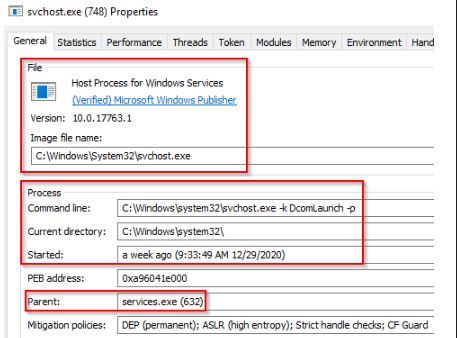 svchost.exe (748) Properties
General Statistics Performance Threads Token Modules Memory Environment Hand
File
Host Process for Windows Services
(Verified) Microsoft Windows Publisher
Version: 10.0.17763.1
Image file name:
C:\Windows\System32\svchost.exe
Process
Command line: C:\Windows\system32\svchost.exe -k DcomLaunch -p
Current directory: C:\Windows\system32\
Started: a week ago (9:33:49 AM 12/29/2020)
PEB address: 0xa96041e000
Parent: services.exe (632)
Mitigation policies: DEP (permanent); ASLR (high entropy); Strict handle checks; CF Guard